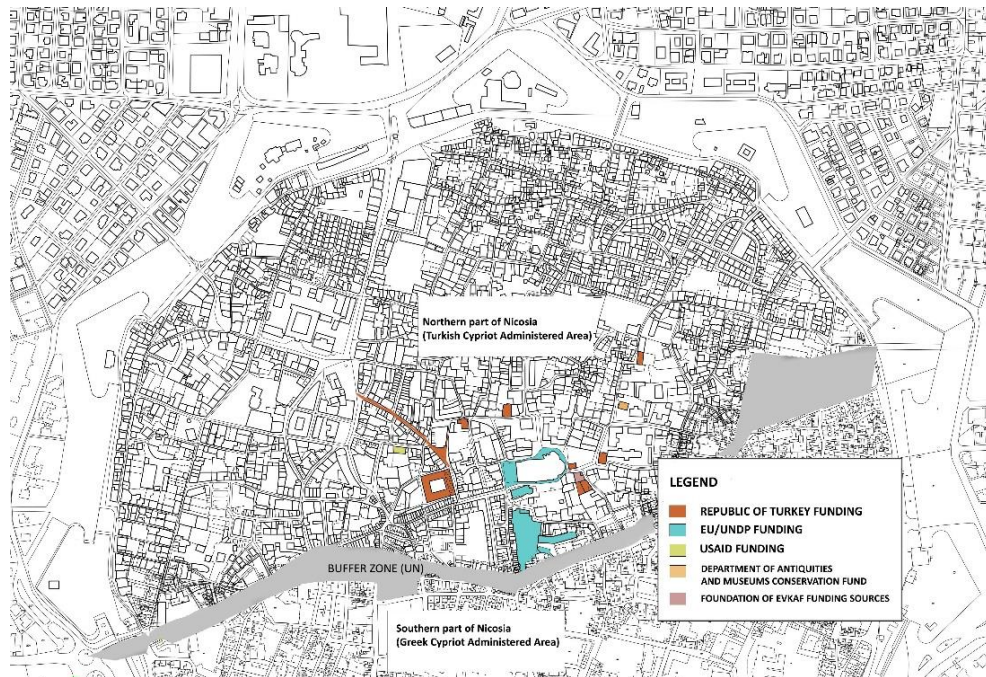 Northern part of Nicosia
(Turkish Cypriot Administered Area)
LEGEND
REPUBLIC OF TURKEY FUNDING
EU/UNDP FUNDING
USAID FUNDING
DEPARTMENT OF ANTIQUITIES
AND MUSEUMS CONSERVATION FUND
FOUNDATION OF EVKAF FUNDING SOURCES
BUFFER ZONE (UN)
Southern part of Nicosia
(Greek Cypriot Administered Area)